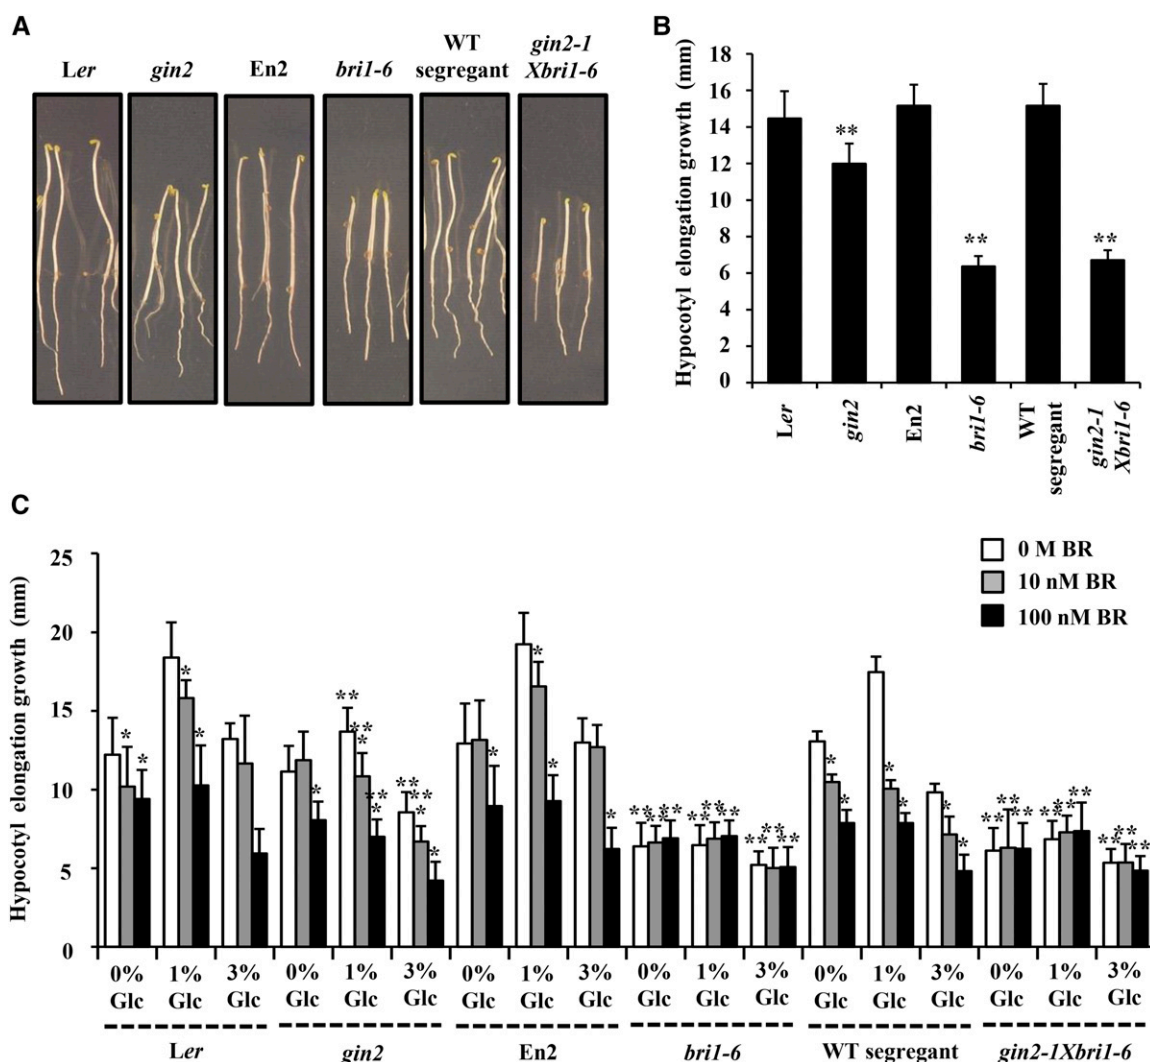 A
Ler
gin2
En2
bri1-6
WT
segregant
gin2-1
Xbri1-6
B
Hypocotyl elongation growth (mm)
16
14
12
10
8
6
4
2
0
**
**
**
Ler
gin2
En2
bri1-6
WT
segregant
gin2-1
Xbri1-6
C
Hypocotyl elongation growth (mm)
25
20
15
10
5
0
0 M BR
10 nM BR
100 nM BR
0% 1% 3% 0% 1% 3% 0% 1% 3% 0% 1% 3% 0% 1% 3% 0% 1% 3%
Glc Glc Glc Glc Glc Glc Glc Glc Glc Glc Glc Glc Glc Glc Glc Glc Glc Glc
Ler gin2 En2 bri1-6 WT segregant gin2-1Xbri1-6